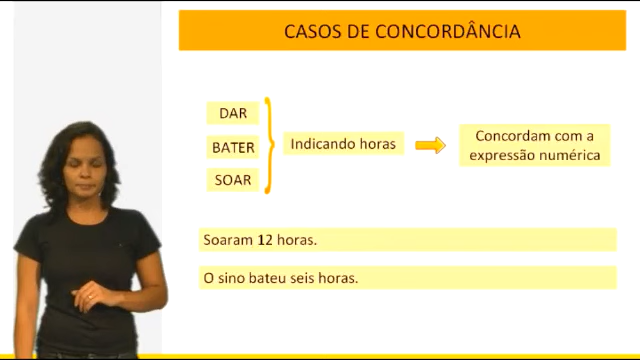 CASOS DE CONCORDÂNCIA
DAR
BATER
SOAR
Indicando horas
Concordam com a
expressão numérica
Soaram 12 horas.
O sino bateu seis horas.